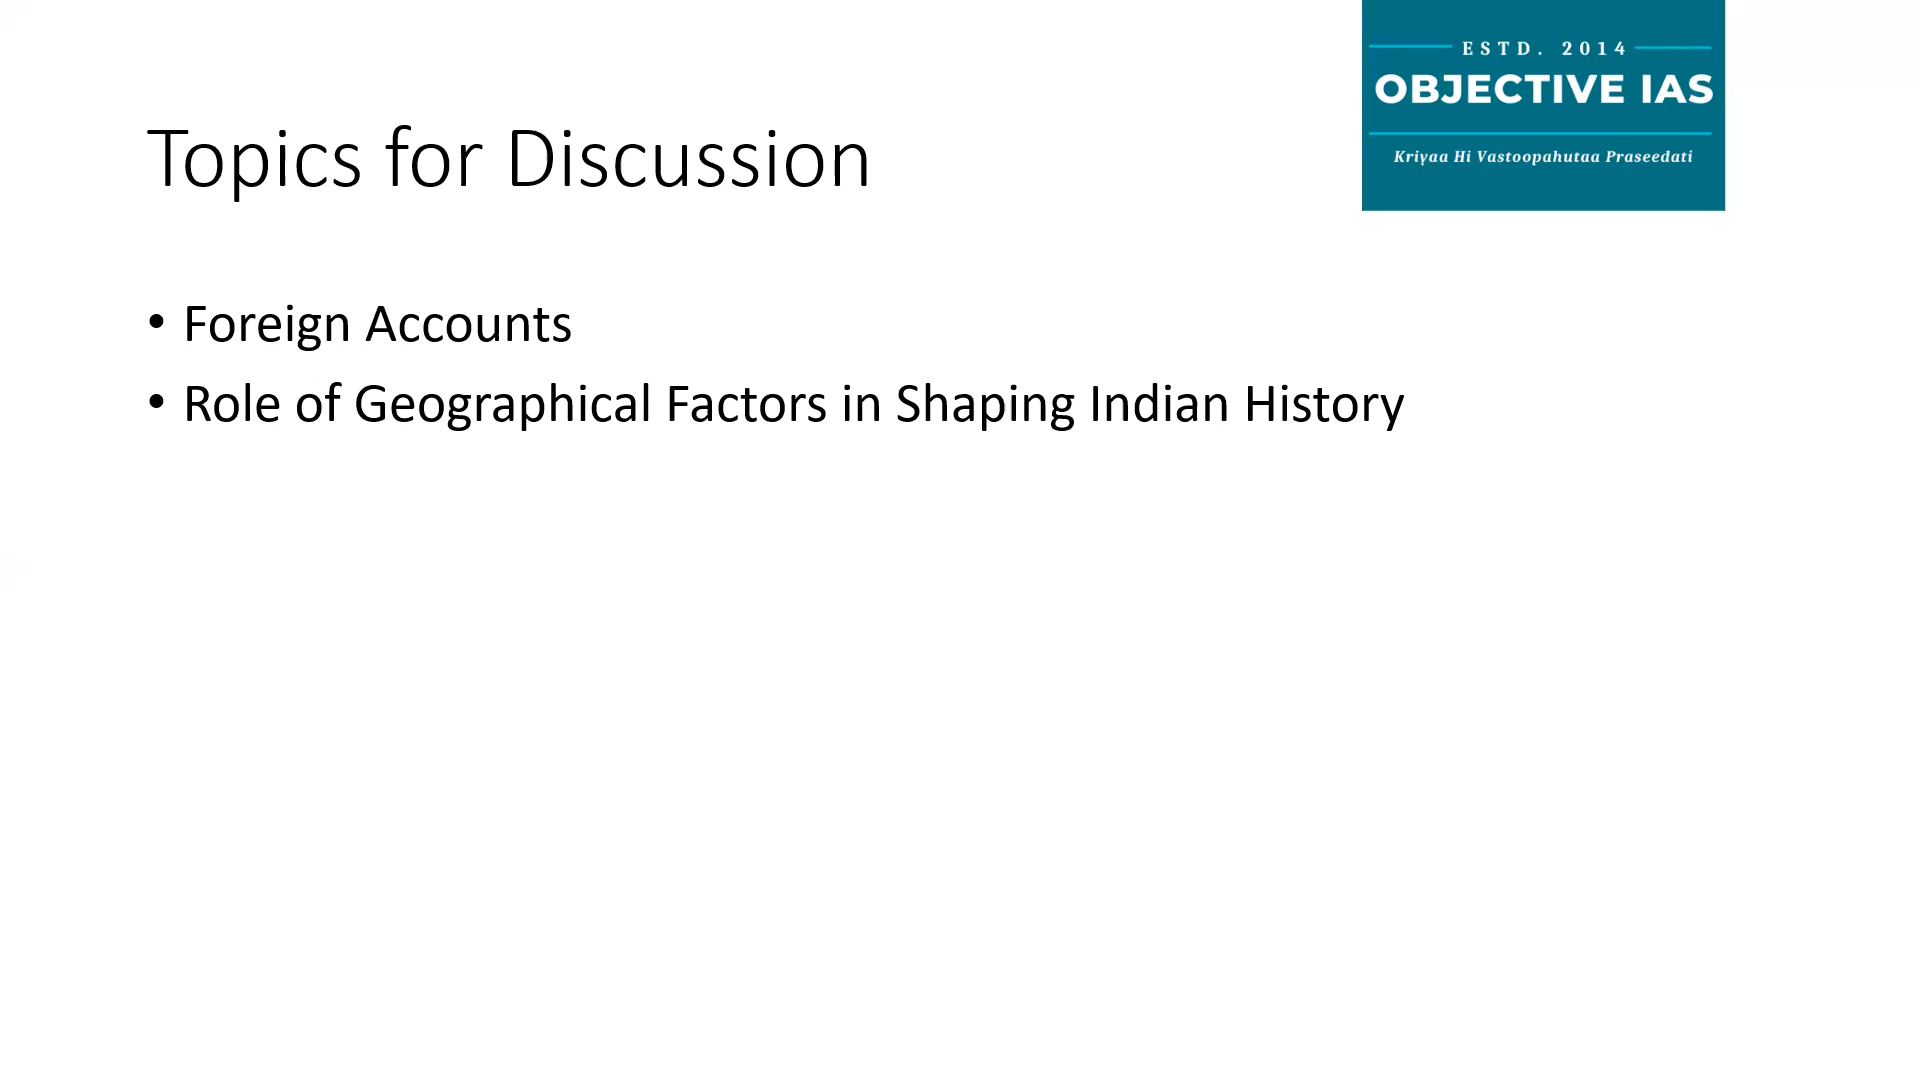 ESTD. 2014
OBJECTIVE IAS
Kriyaa Hi Vastoopahutaa Praseedati
Topics for Discussion
• Foreign Accounts
• Role of Geographical Factors in Shaping Indian History